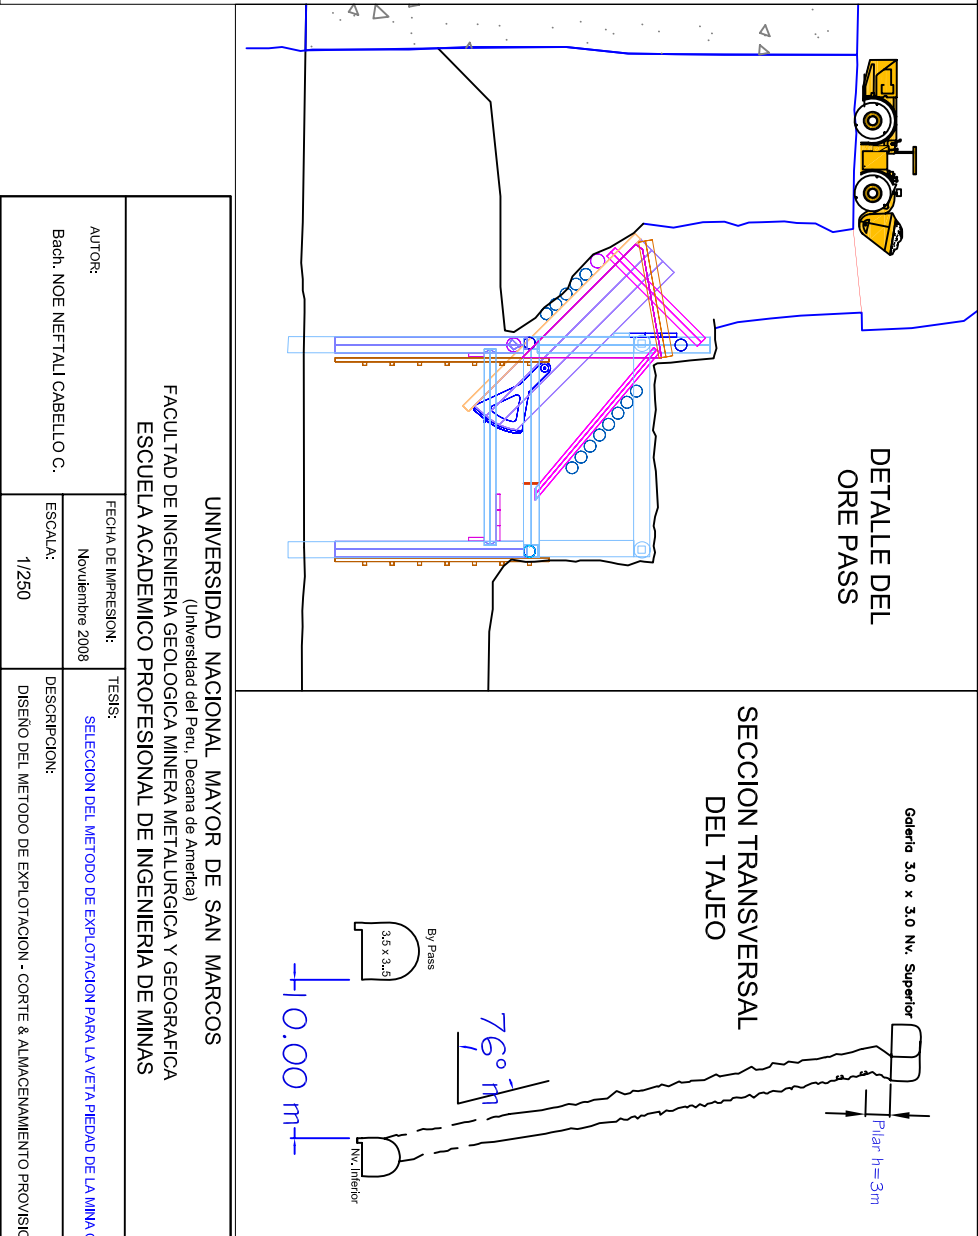 DETALLE DEL
ORE PASS
SECCION TRANSVERSAL
DEL TAJEO
Galeria 3.0 x 3.0 Nv. Superior
Pilar h=3m
76° m
By Pass
3.5 x 3..5
10.00 m
Nv. Inferior
UNIVERSIDAD NACIONAL MAYOR DE SAN MARCOS
(Universidad del Peru, Decana de America)
FACULTAD DE INGENIERIA GEOLOGICA MINERA METALURGICA Y GEOGRAFICA
ESCUELA ACADEMICO PROFESIONAL DE INGENIERIA DE MINAS
AUTOR:
Bach. NOE NEFTALI CABELLO C.
FECHA DE IMPRESION:
Novuiembre 2008
ESCALA:
1/250
TESIS:
SELECCION DEL METODO DE EXPLOTACION PARA LA VETA PIEDAD DE LA MINA
DESCRIPCION:
DISEÑO DEL METODO DE EXPLOTACION - CORTE & ALMACENAMIENTO PROVISIO